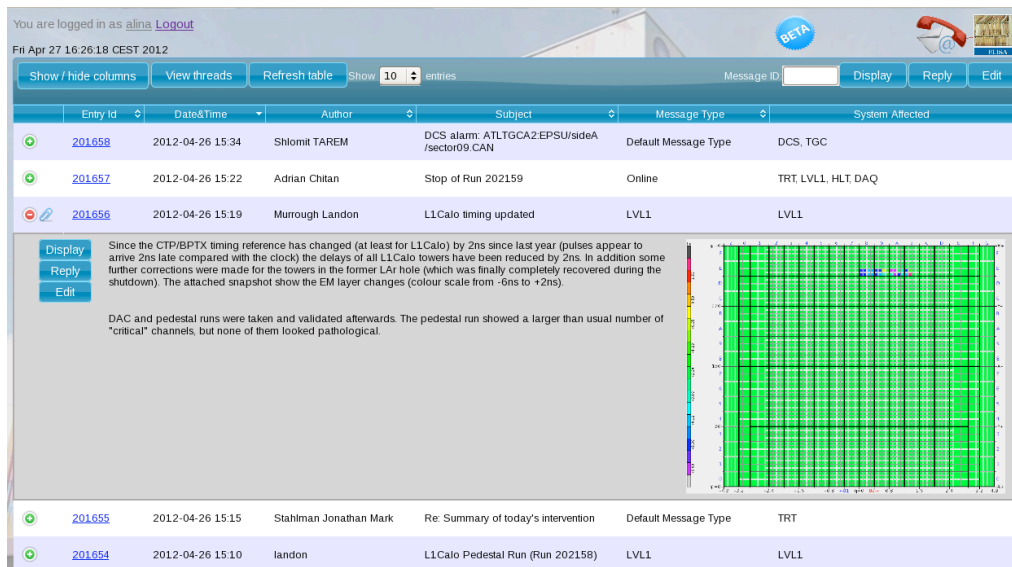 You are logged in as alina Logout
BETA
ELISA
Fri Apr 27 16:26:18 CEST 2012
Show / hide columns View threads Refresh table Show 10 entries Message ID: Display Reply Edit
Entry Id Date&Time Author Subject Message Type System Affected
201658 2012-04-26 15:34 Shlomit TAREM DCS alarm: ATLTGCA2:EPSU/sideA Default Message Type DCS, TGC
/sector09.CAN
201657 2012-04-26 15:22 Adrian Chitan Stop of Run 202159 Online TRT, LVL1, HLT, DAQ
201656 2012-04-26 15:19 Murrough Landon L1Calo timing updated LVL1 LVL1
Display
Reply
Edit
Since the CTP/BPTX timing reference has changed (at least for L1Calo) by 2ns since last year (pulses appear to
arrive 2ns late compared with the clock) the delays of all L1Calo towers have been reduced by 2ns. In addition some
further corrections were made for the towers in the former LAr hole (which was finally completely recovered during the
shutdown). The attached snapshot show the EM layer changes (colour scale from -6ns to +2ns).
DAC and pedestal runs were taken and validated afterwards. The pedestal run showed a larger than usual number of
"critical" channels, but none of them looked pathological.
201655 2012-04-26 15:15 Stahlman Jonathan Mark Re: Summary of today's intervention Default Message Type TRT
201654 2012-04-26 15:10 landon L1Calo Pedestal Run (Run 202158) LVL1 LVL1